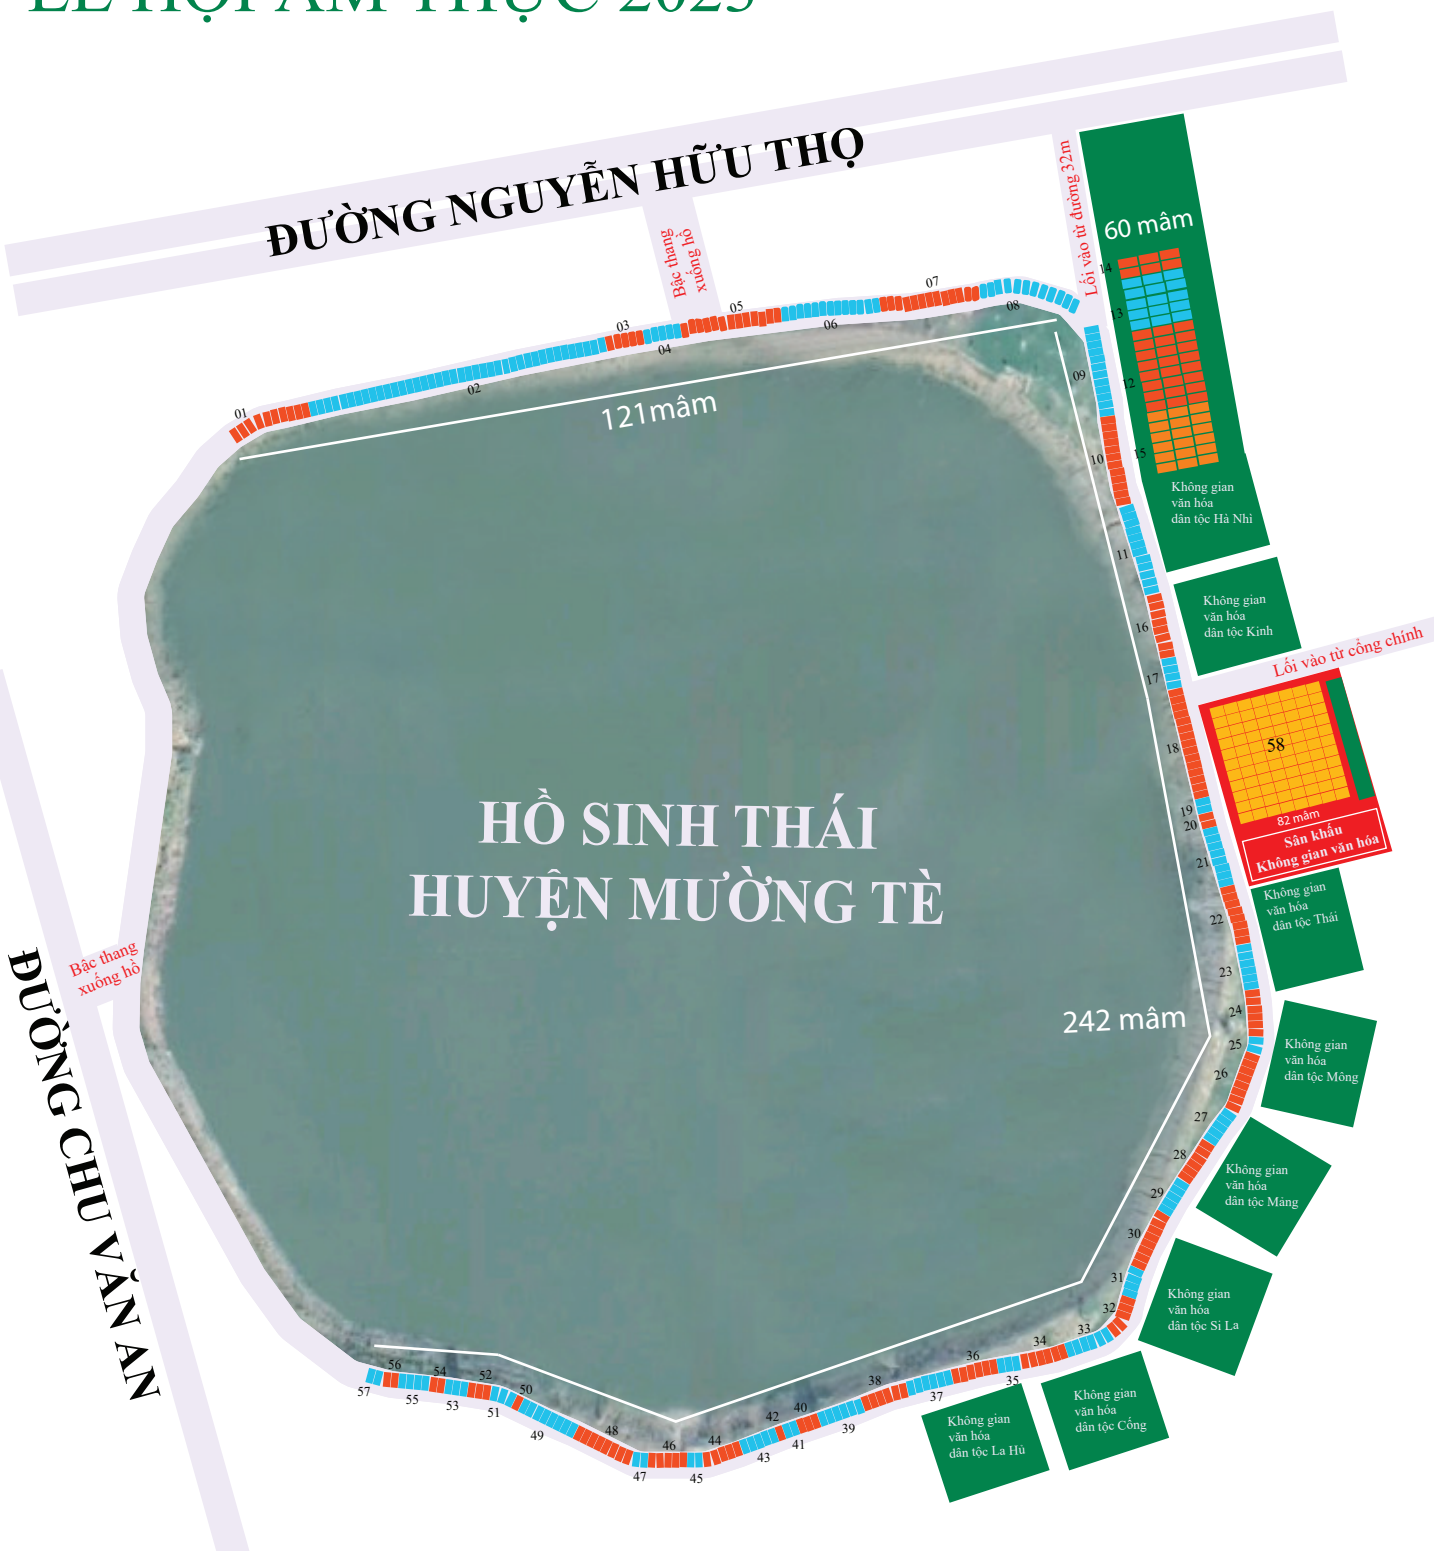 LỄ HỘI ẨM THỰC 2023
ĐƯỜNG NGUYỄN HỮU THỌ
Bậc thang
xuống hồ
Lối vào từ đường 32m
60 mâm
14
13
12
15
Không gian
văn hóa
dân tộc Hà Nhì
Không gian
văn hóa
dân tộc Kinh
Lối vào từ cổng chính
58
82 mâm
Sân khấu
Không gian văn hóa
Không gian
văn hóa
dân tộc Thái
Không gian
văn hóa
dân tộc Mông
Không gian
văn hóa
dân tộc Mảng
Không gian
văn hóa
dân tộc Si La
Không gian
văn hóa
dân tộc Cống
Không gian
văn hóa
dân tộc La Hủ
01
02
03
04
05
06
07
08
09
10
11
16
17
18
19
20
21
22
23
24
25
26
27
28
29
30
31
32
33
34
35
36
37
38
39
40
41
42
43
44
45
46
47
48
49
50
51
52
53
54
55
56
57
121mâm
242 mâm
HỒ SINH THÁI
HUYỆN MƯỜNG TÈ
Bậc thang
xuống hồ
ĐƯỜNG CHU VĂN AN